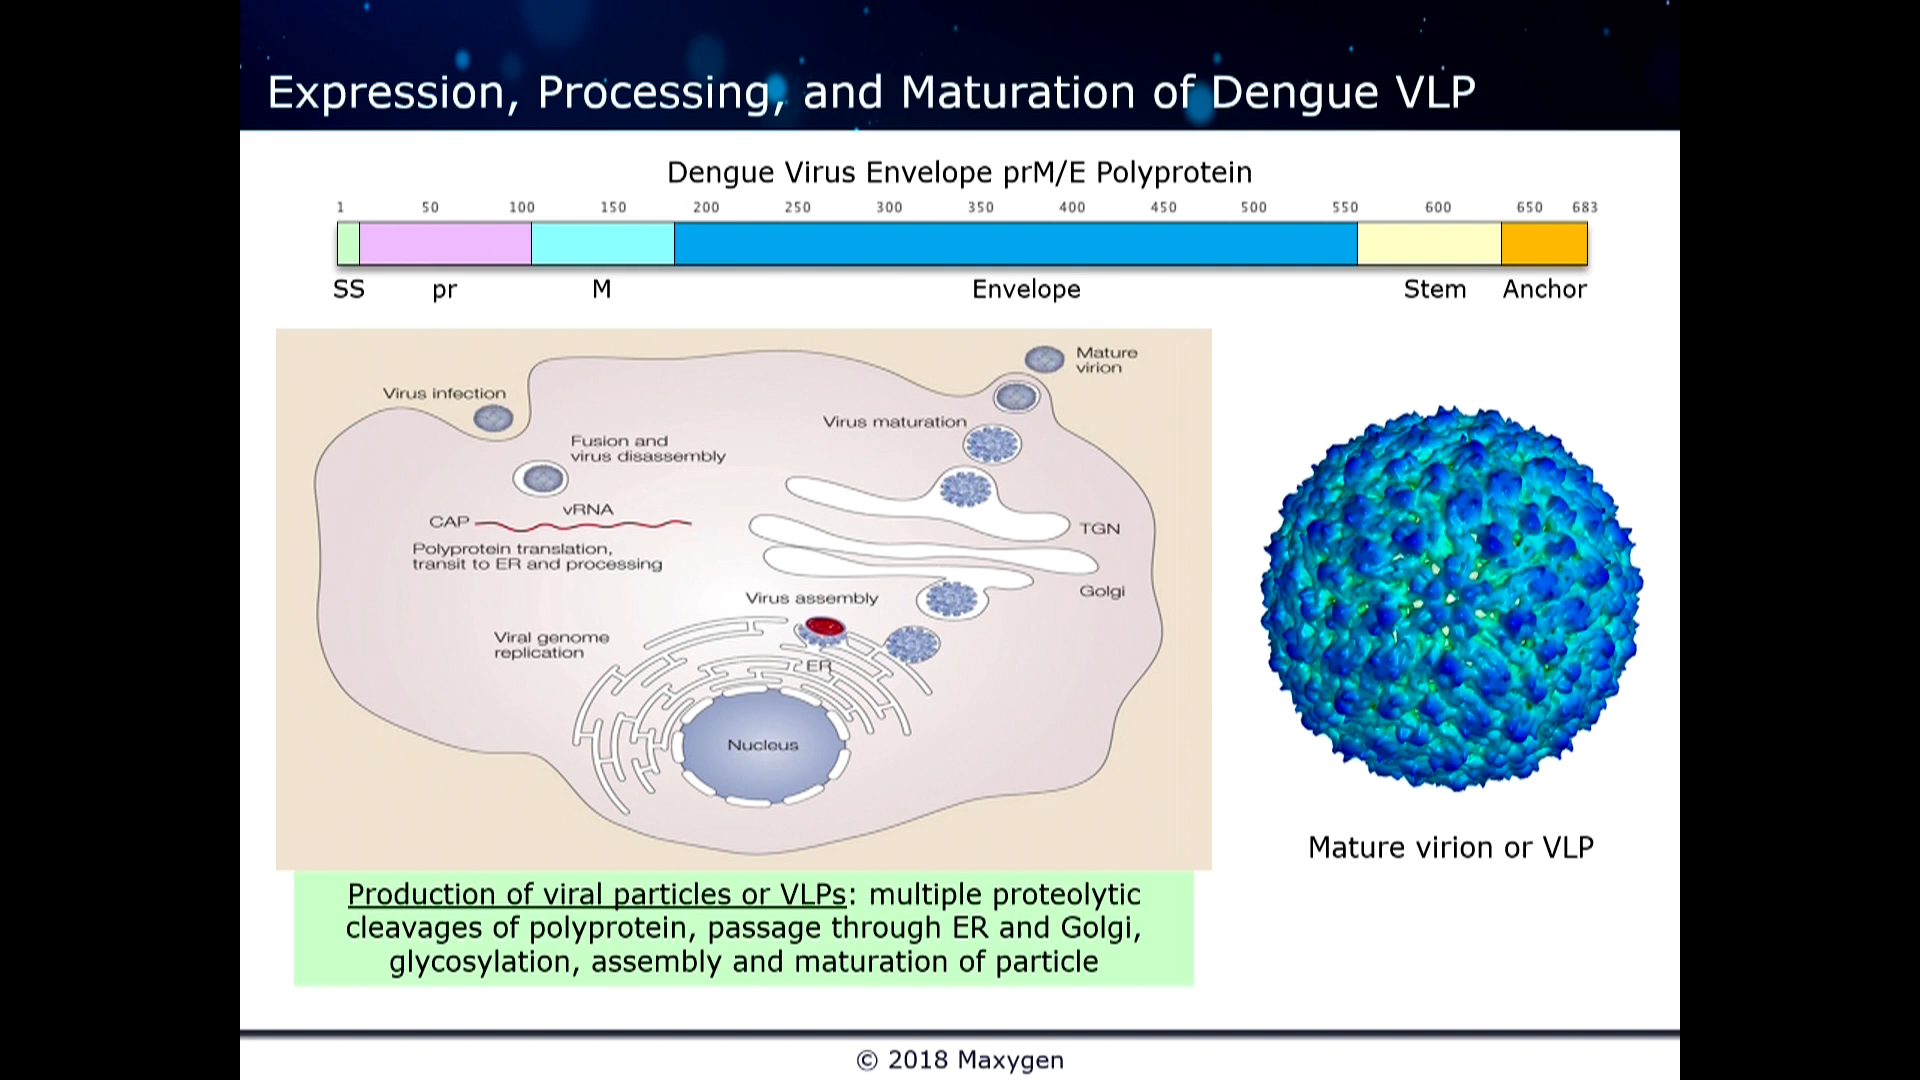 Expression, Processing, and Maturation of Dengue VLP
Dengue Virus Envelope prM/E Polyprotein
1 50 100 150 200 250 300 350 400 450 500 550 600 650 683
SS pr M Envelope Stem Anchor
Virus infection
Mature
virion
Virus maturation
Fusion and
virus disassembly
vRNA
CAP
TGN
Polyprotein translation,
transit to ER and processing
Golgi
Virus assembly
Viral genome
replication
ER
Nucleus
Mature virion or VLP
Production of viral particles or VLPs: multiple proteolytic
cleavages of polyprotein, passage through ER and Golgi,
glycosylation, assembly and maturation of particle
© 2018 Maxygen